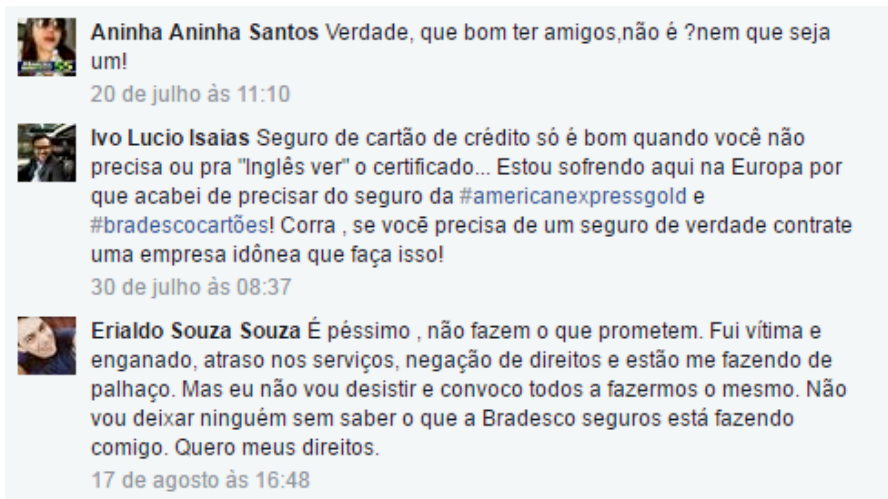 Aninha Aninha Santos Verdade, que bom ter amigos,não é ?nem que seja
um!
20 de julho às 11:10
Ivo Lucio Isaias Seguro de cartão de crédito só é bom quando você não
precisa ou pra "Inglês ver" o certificado... Estou sofrendo aqui na Europa por
que acabei de precisar do seguro da #americanexpressgold e
#bradescocartões! Corra , se vocē precisa de um seguro de verdade contrate
uma empresa idônea que faça isso!
30 de julho às 08:37
Erialdo Souza Souza É péssimo , não fazem o que prometem. Fui vítima e
enganado, atraso nos serviços, negação de direitos e estão me fazendo de
palhaço. Mas eu não vou desistir e convoco todos a fazermos o mesmo. Não
vou deixar ninguém sem saber o que a Bradesco seguros está fazendo
comigo. Quero meus direitos.
17 de agosto às 16:48